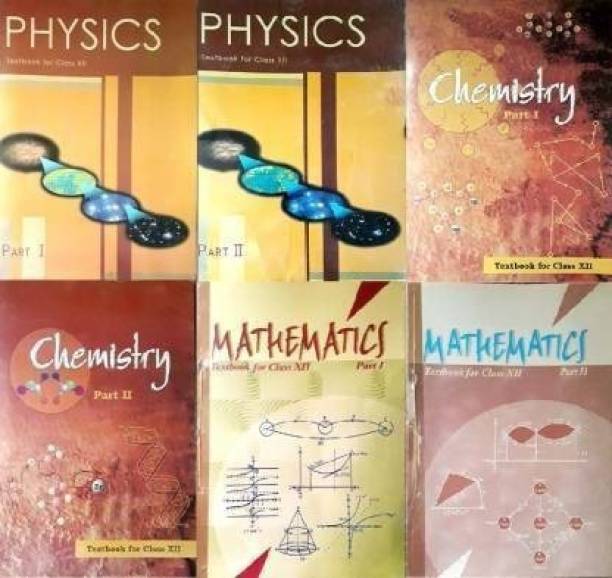 PHYSICS
Textbook for Class XII
PART I
PHYSICS
Textbook for Class XII
PART II
Chemistry
Part I
Textbook for Class XII
Chemistry
Part II
Textbook for Class XII
MATHEMATICS
Textbook for Class XII
Part I
MATHEMATICS
Textbook for Class XII
Part II